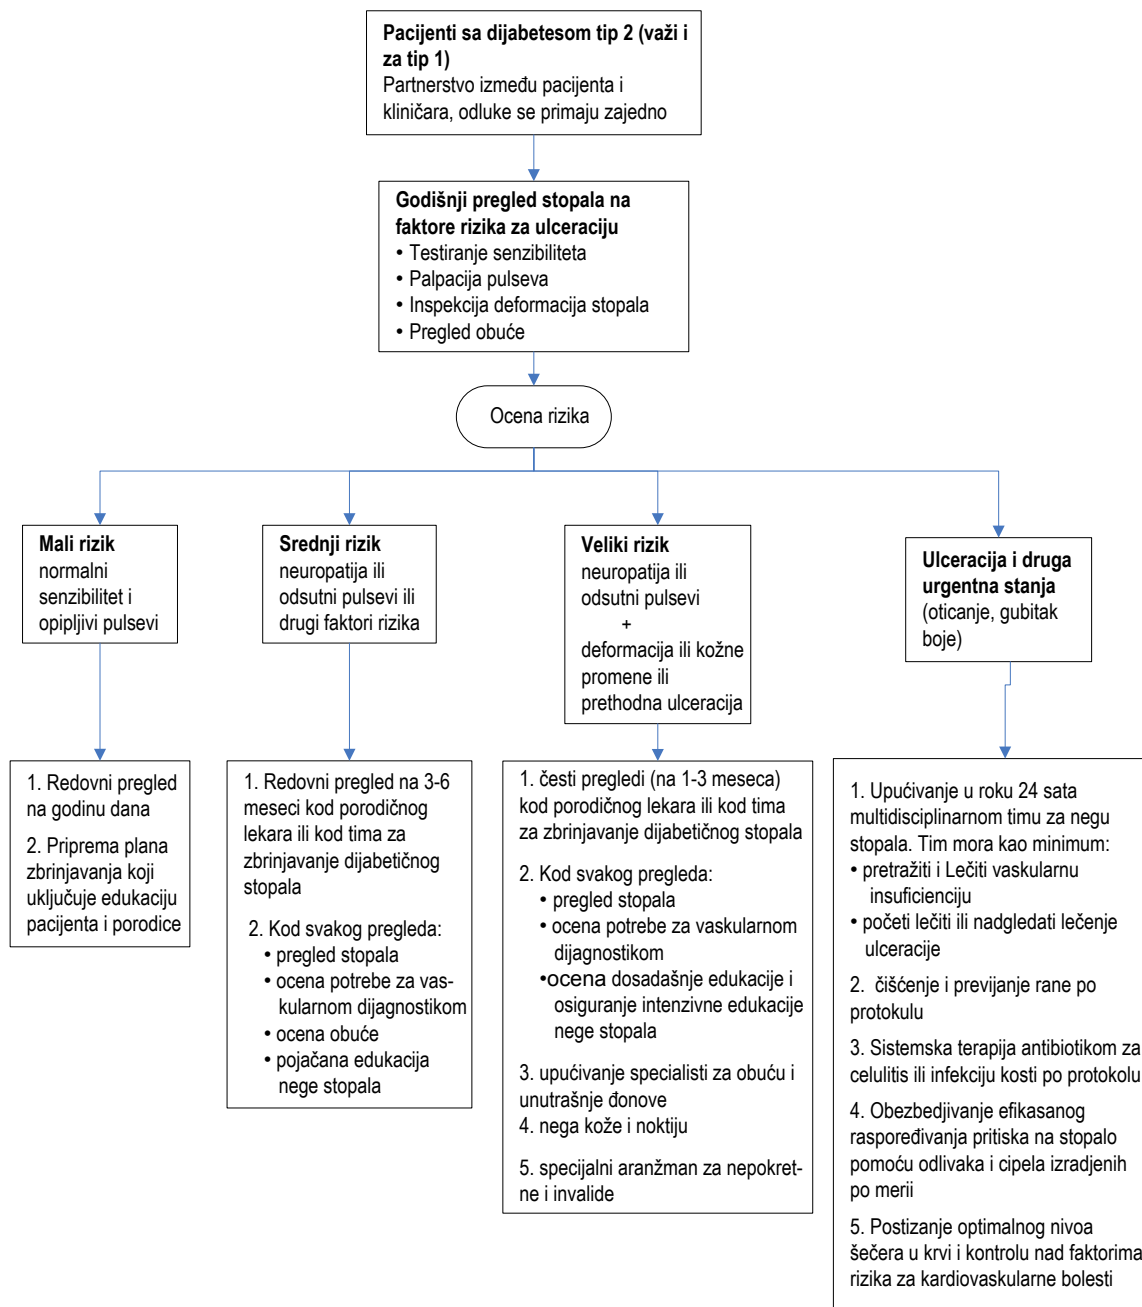 Pacijenti sa dijabetesom tip 2 (važi i
za tip 1)
Partnerstvo između pacijenta i
kliničara, odluke se primaju zajedno
Godišnji pregled stopala na
faktore rizika za ulceraciju
• Testiranje senzibiliteta
• Palpacija pulseva
• Inspekcija deformacija stopala
• Pregled obuće
Ocena rizika
Mali rizik
normalni
senzibilitet i
opipljivi pulsevi
Srednji rizik
neuropatija ili
odsutni pulsevi ili
drugi faktori rizika
Veliki rizik
neuropatija ili
odsutni pulsevi
+
deformacija ili kožne
promene ili
prethodna ulceracija
Ulceracija i druga
urgentna stanja
(oticanje, gubitak
boje)
1. Redovni pregled
na godinu dana
2. Priprema plana
zbrinjavanja koji
uključuje edukaciju
pacijenta i porodice
1. Redovni pregled na 3-6
meseci kod porodičnog
lekara ili kod tima za
zbrinjavanje dijabetičnog
stopala
2. Kod svakog pregleda:
• pregled stopala
• ocena potrebe za vas-
kularnom dijagnostikom
• ocena obuće
• pojačana edukacija
nege stopala
1. česti pregledi (na 1-3 meseca)
kod porodičnog lekara ili kod tima
za zbrinjavanje dijabetičnog stopala
2. Kod svakog pregleda:
• pregled stopala
• ocena potrebe za vaskularnom
dijagnostikom
•ocena dosadašnje edukacije i
osiguranje intenzivne edukacije
nege stopala
3. upućivanje specialisti za obuću i
unutrašnje đonove
4. nega kože i noktiju
5. specijalni aranžman za nepokret-
ne i invalide
1. Upućivanje u roku 24 sata
multidisciplinarnom timu za negu
stopala. Tim mora kao minimum:
• pretražiti i Lečiti vaskularnu
insuficienciju
• početi lečiti ili nadgledati lečenje
ulceracije
2. čišćenje i previjanje rane po
protokulu
3. Sistemska terapija antibiotikom za
celulitis ili infekciju kosti po protokolu
4. Obezbedjivanje efikasanog
raspoređivanja pritiska na stopalo
pomoću odlivaka i cipela izradjenih
po merii
5. Postizanje optimalnog nivoa
šečera u krvi i kontrolu nad faktorima
rizika za kardiovaskularne bolesti